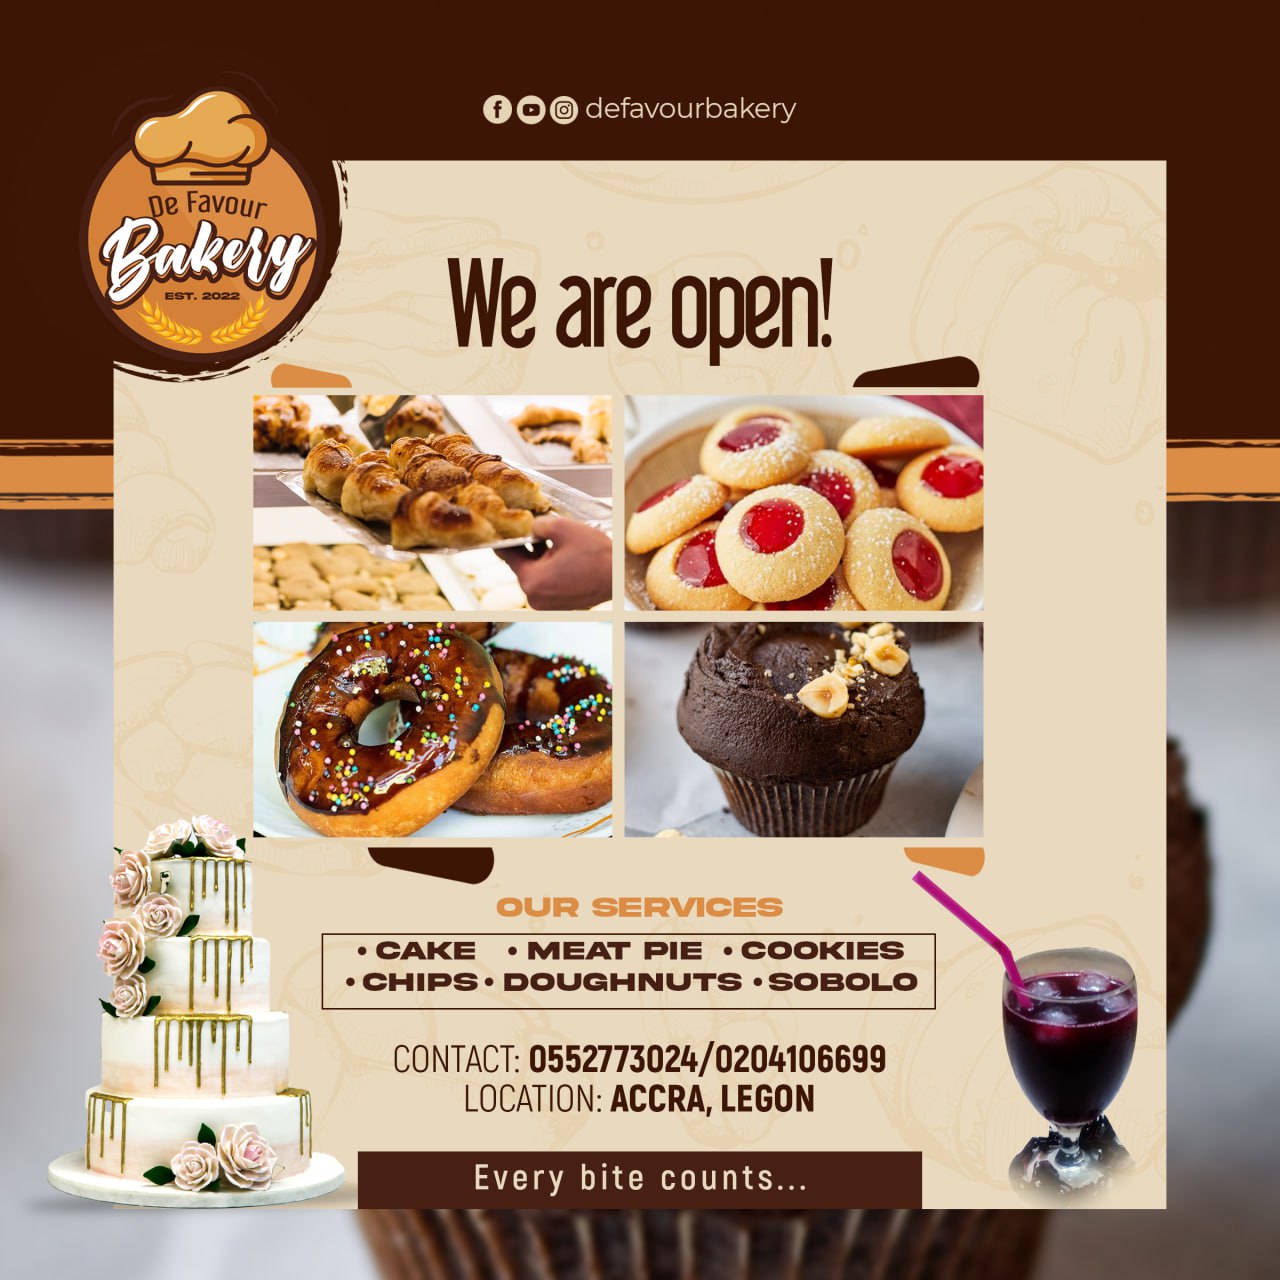 defavourbakery
De Favour
Bakery
EST. 2022
We are open!
OUR SERVICES
• CAKE • MEAT PIE • COOKIES
• CHIPS • DOUGHNUTS • SOBOLO
CONTACT: 0552773024/0204106699
LOCATION: ACCRA, LEGON
Every bite counts...